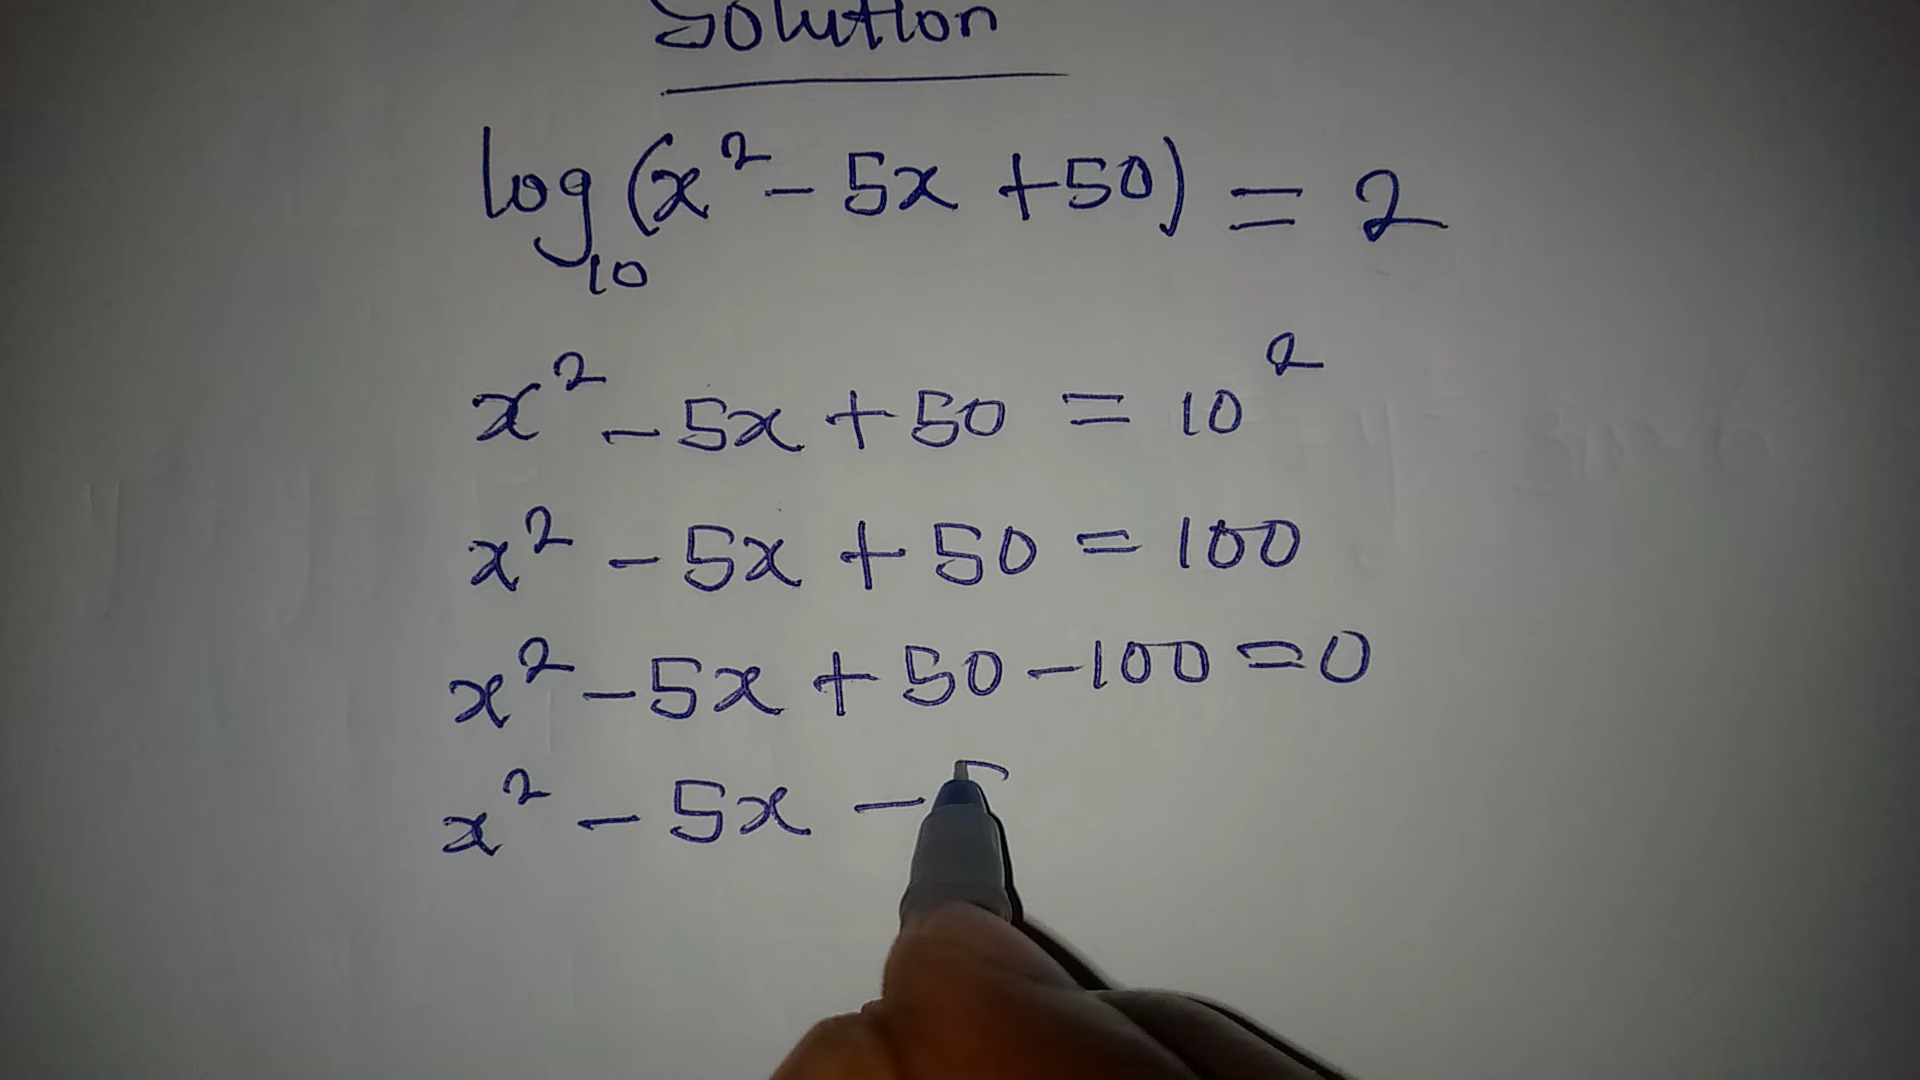 Solution
log₁₀(x² - 5x + 50) = 2
x² - 5x + 50 = 10²
x² - 5x + 50 = 100
x² - 5x + 50 - 100 = 0
x² - 5x -